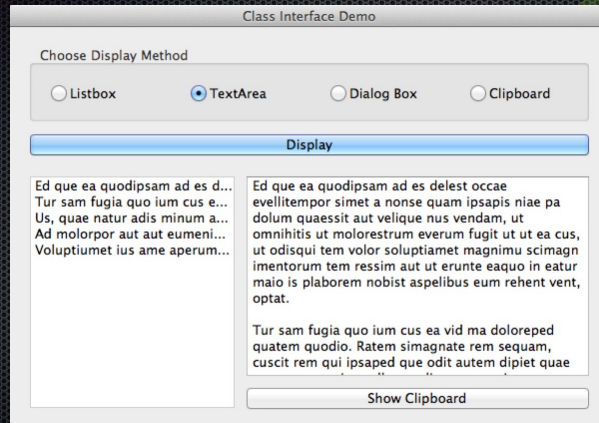 Class Interface Demo
Choose Display Method
Listbox
TextArea
Dialog Box
Clipboard
Display
Ed que ea quodipsam ad es d...
Tur sam fugia quo ium cus e...
Us, quae natur adis minum a...
Ad molorpor aut aut eumeni...
Voluptiumet ius ame aperum...
Ed que ea quodipsam ad es delest occae
evellitempor simet a nonse quam ipsapis niae pa
dolum quaessit aut velique nus vendam, ut
omnihitis ut molorestrum everum fugit ut ut ea cus,
ut odisqui tem volor soluptiamet magnimu scimagn
imentorum tem ressim aut ut erunte eaquo in eatur
maio is plaborem nobist aspelibus eum rehent vent,
optat.
Tur sam fugia quo ium cus ea vid ma doloreped
quatem quodio. Ratem simagnate rem sequam,
cuscit rem qui ipsaped que odit autem dipiet quae
Show Clipboard